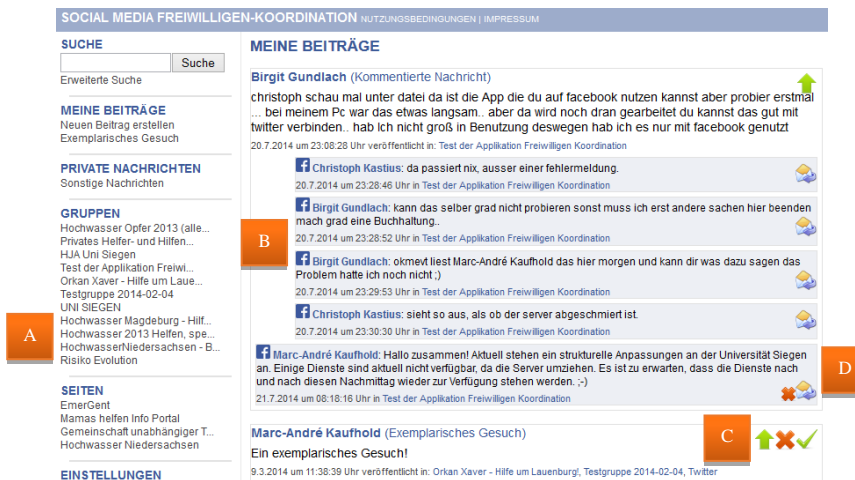 SOCIAL MEDIA FREIWILLIGEN-KOORDINATION NUTZUNGSBEDINGUNGEN | IMPRESSUM
SUCHE
Suche
Erweiterte Suche
MEINE BEITRÄGE
Neuen Beitrag erstellen
Exemplarisches Gesuch
PRIVATE NACHRICHTEN
Sonstige Nachrichten
GRUPPEN
Hochwasser Opfer 2013 (alle...
Privates Helfer- und Hilfen...
HJA Uni Siegen
Test der Applikation Freiwi...
Orkan Xaver - Hilfe um Laue...
Testgruppe 2014-02-04
UNI SIEGEN
Hochwasser Magdeburg - Hilf...
Hochwasser 2013 Helfen, spe...
HochwasserNiedersachsen - B...
Risiko Evolution
A
SEITEN
EmerGent
Mamas helfen Info Portal
Gemeinschaft unabhängiger T...
Hochwasser Niedersachsen
EINSTELLUNGEN
MEINE BEITRÄGE
Birgit Gundlach (Kommentierte Nachricht)
christoph schau mal unter datei da ist die App die du auf facebook nutzen kannst aber probier erstmal
... bei meinem Pc war das etwas langsam.. aber da wird noch dran gearbeitet du kannst das gut mit
twitter verbinden.. hab Ich nicht groß in Benutzung deswegen hab ich es nur mit facebook genutzt
20.7.2014 um 23:08:28 Uhr veröffentlicht in: Test der Applikation Freiwilligen Koordination
Christoph Kastius: da passiert nix, ausser einer fehlermeldung.
20.7.2014 um 23:28:46 Uhr in Test der Applikation Freiwilligen Koordination
B
Birgit Gundlach: kann das selber grad nicht probieren sonst muss ich erst andere sachen hier beenden
mach grad eine Buchhaltung..
20.7.2014 um 23:28:52 Uhr in Test der Applikation Freiwilligen Koordination
Birgit Gundlach: okmevt liest Marc-André Kaufhold das hier morgen und kann dir was dazu sagen das
Problem hatte ich noch nicht ;)
20.7.2014 um 23:29:53 Uhr in Test der Applikation Freiwilligen Koordination
Christoph Kastius: sieht so aus, als ob der server abgeschmiert ist.
20.7.2014 um 23:30:30 Uhr in Test der Applikation Freiwilligen Koordination
Marc-André Kaufhold: Hallo zusammen! Aktuell stehen ein strukturelle Anpassungen an der Universität Siegen
an. Einige Dienste sind aktuell nicht verfügbar, da die Server umziehen. Es ist zu erwarten, dass die Dienste nach
und nach diesen Nachmittag wieder zur Verfügung stehen werden. ;-)
21.7.2014 um 08:18:16 Uhr in Test der Applikation Freiwilligen Koordination
D
Marc-André Kaufhold (Exemplarisches Gesuch)
C
Ein exemplarisches Gesuch!
9.3.2014 um 11:38:39 Uhr veröffentlicht in: Orkan Xaver - Hilfe um Lauenburg!, Testgruppe 2014-02-04, Twitter